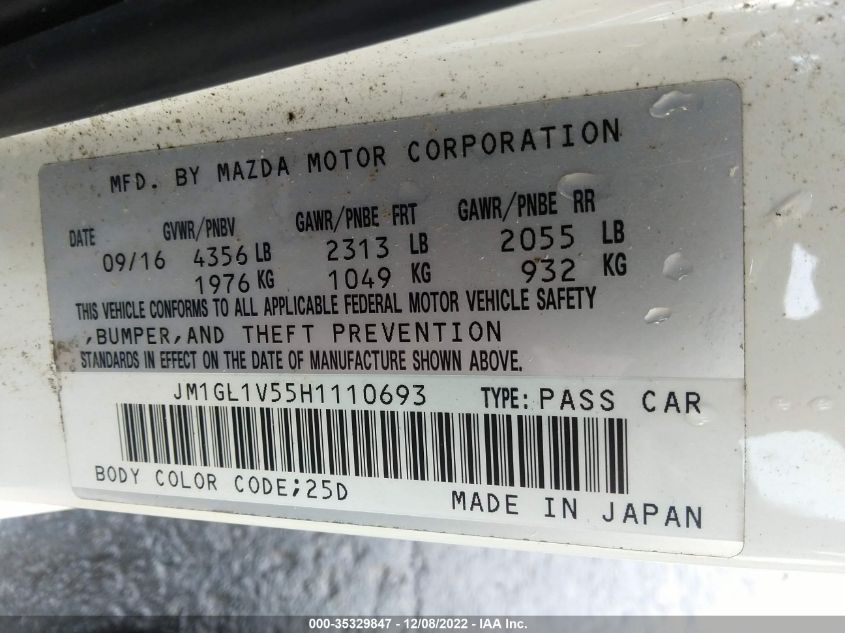 MFD. BY MAZDA MOTOR CORPORATION
DATE GVWR/PNBV GAWR/PNBE FRT GAWR/PNBE RR
09/16 4356 LB 2313 LB 2055 LB
1976 KG 1049 KG 932 KG
THIS VEHICLE CONFORMS TO ALL APPLICABLE FEDERAL MOTOR VEHICLE SAFETY
,BUMPER,AND THEFT PREVENTION
STANDARDS IN EFFECT ON THE DATE OF MANUFACTURE SHOWN ABOVE.
JM1GL1V55H1110693 TYPE: PASS CAR
BODY COLOR CODE;25D
MADE IN JAPAN
000-35329847 - 12/08/2022 - IAA Inc.